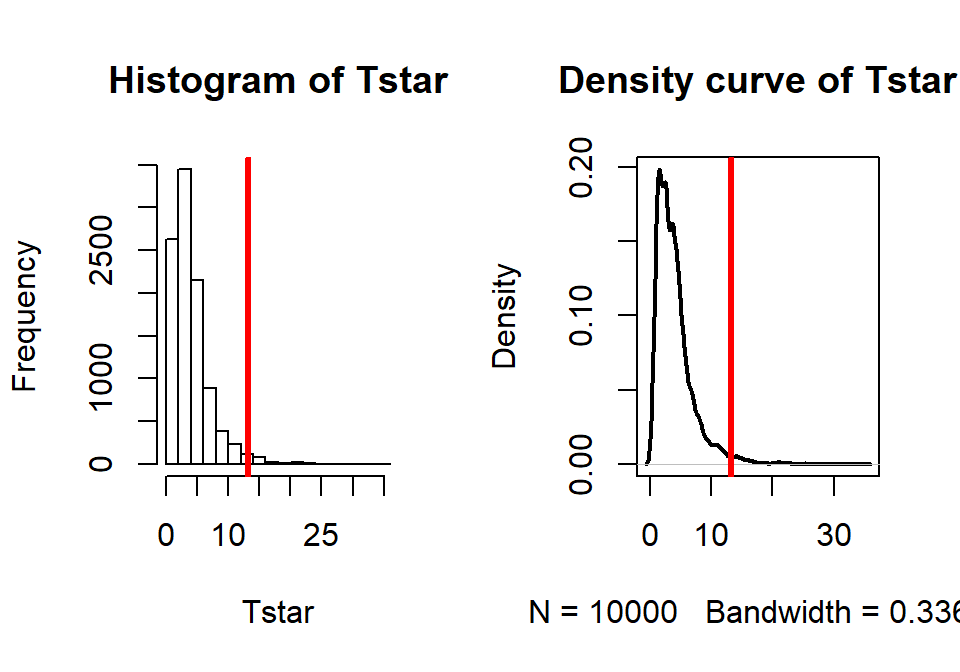 Histogram of Tstar
Frequency
0
1000
2500
0
10
25
Tstar
Density curve of Tstar
Density
0.00
0.10
0.20
0
10
30
N = 10000 Bandwidth = 0.336